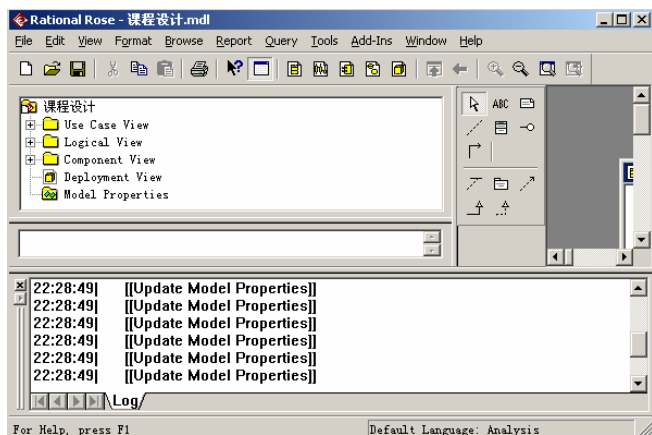 Rational Rose - 课程设计.mdl
File Edit View Format Browse Report Query Tools Add-Ins Window Help
课程设计
ABC
Use Case View
Logical View
Component View
Deployment View
Model Properties
22:28:49| [[Update Model Properties]]
22:28:49| [[Update Model Properties]]
22:28:49| [[Update Model Properties]]
22:28:49| [[Update Model Properties]]
22:28:49| [[Update Model Properties]]
22:28:49| [[Update Model Properties]]
Log
For Help, press F1 Default Language: Analysis